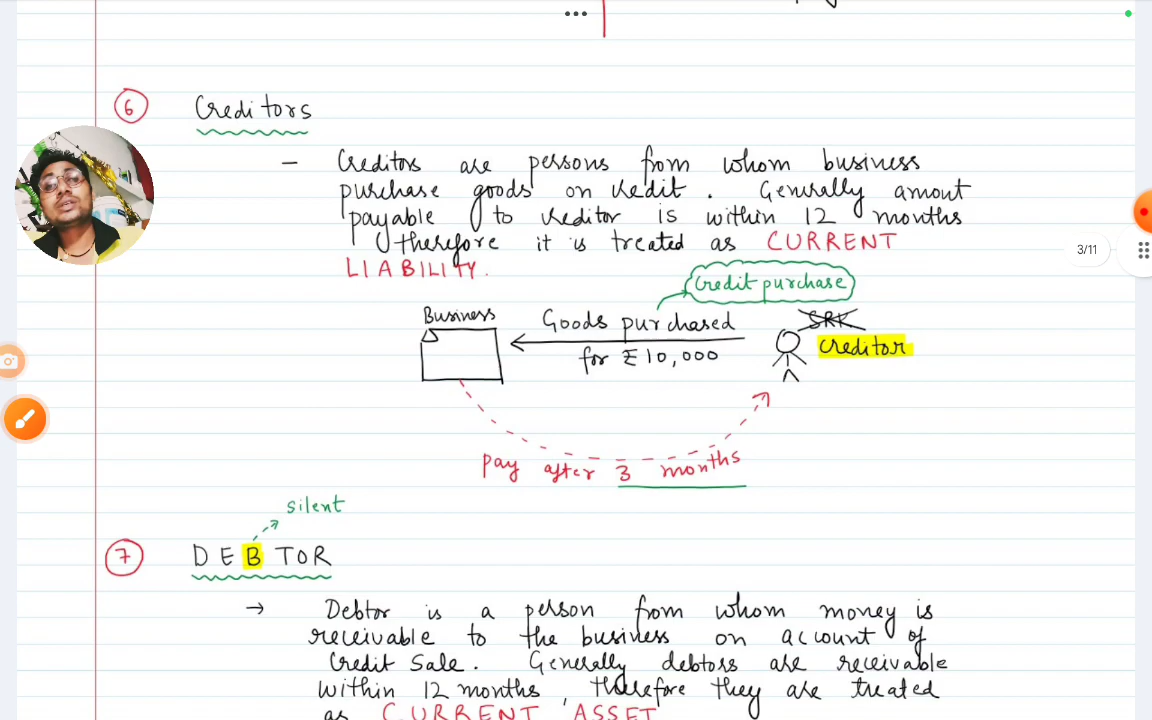 6
Creditors
- Creditors are persons from whom business
purchase goods on credit. Generally amount
payable to creditor is within 12 months
therefore it is treated as CURRENT
LIABILITY.
Credit purchase
Business
Goods purchased
for ₹10,000
SRK
creditor
Pay after 3 months
3/11
silent
7
DEBTOR
→ Debtor is a person from whom money is
receivable to the business on account of
Credit Sale. Generally debtors are receivable
within 12 months, therefore they are treated
as CURRENT ASSET